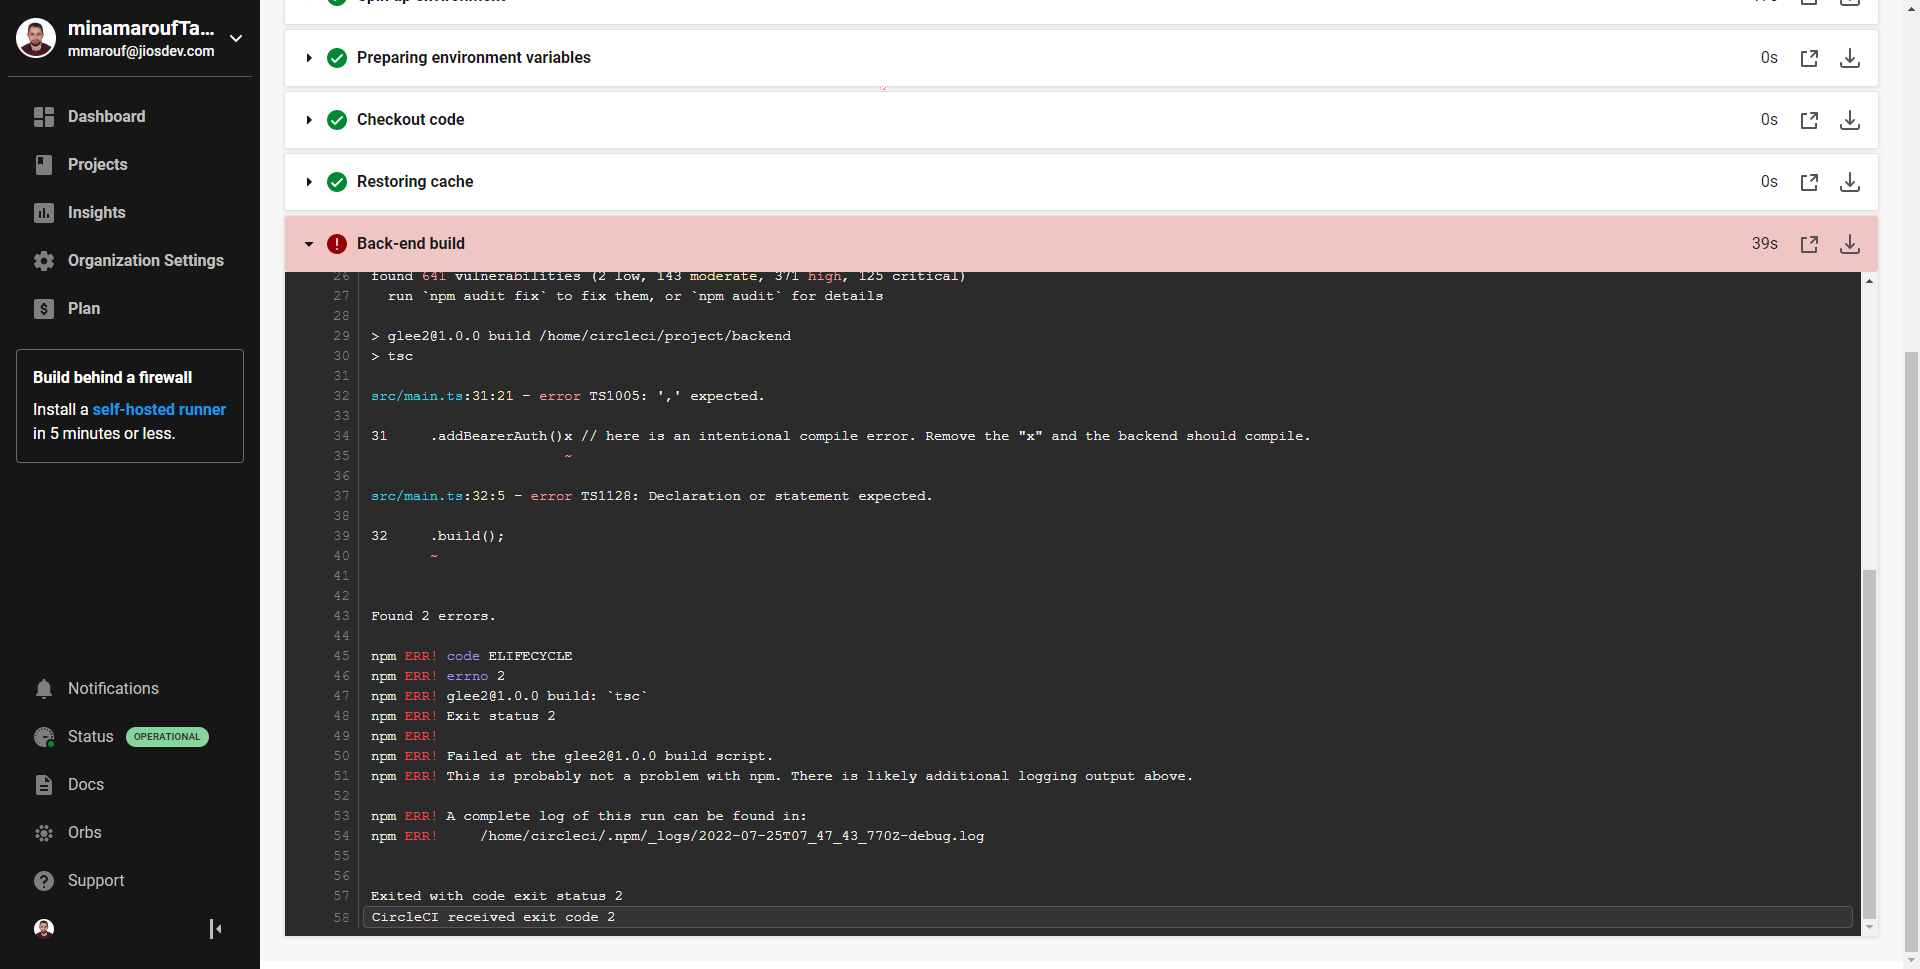 minamaroufTa...
mmarouf@jiosdev.com
Dashboard
Projects
Insights
Organization Settings
Plan
Build behind a firewall
Install a self-hosted runner
in 5 minutes or less.
Notifications
Status OPERATIONAL
Docs
Orbs
Support
Spin up environment
Preparing environment variables 0s
Checkout code 0s
Restoring cache 0s
Back-end build 39s
26 found 641 vulnerabilities (2 low, 143 moderate, 371 high, 125 critical)
27 run `npm audit fix` to fix them, or `npm audit` for details
28
29 > glee2@1.0.0 build /home/circleci/project/backend
30 > tsc
31
32 src/main.ts:31:21 - error TS1005: ',' expected.
33
34 31 .addBearerAuth()x // here is an intentional compile error. Remove the "x" and the backend should compile.
35 ~
36
37 src/main.ts:32:5 - error TS1128: Declaration or statement expected.
38
39 32 .build();
40 ~
41
42
43 Found 2 errors.
44
45 npm ERR! code ELIFECYCLE
46 npm ERR! errno 2
47 npm ERR! glee2@1.0.0 build: `tsc`
48 npm ERR! Exit status 2
49 npm ERR!
50 npm ERR! Failed at the glee2@1.0.0 build script.
51 npm ERR! This is probably not a problem with npm. There is likely additional logging output above.
52
53 npm ERR! A complete log of this run can be found in:
54 npm ERR! /home/circleci/.npm/_logs/2022-07-25T07_47_43_770Z-debug.log
55
56
57 Exited with code exit status 2
58 CircleCI received exit code 2